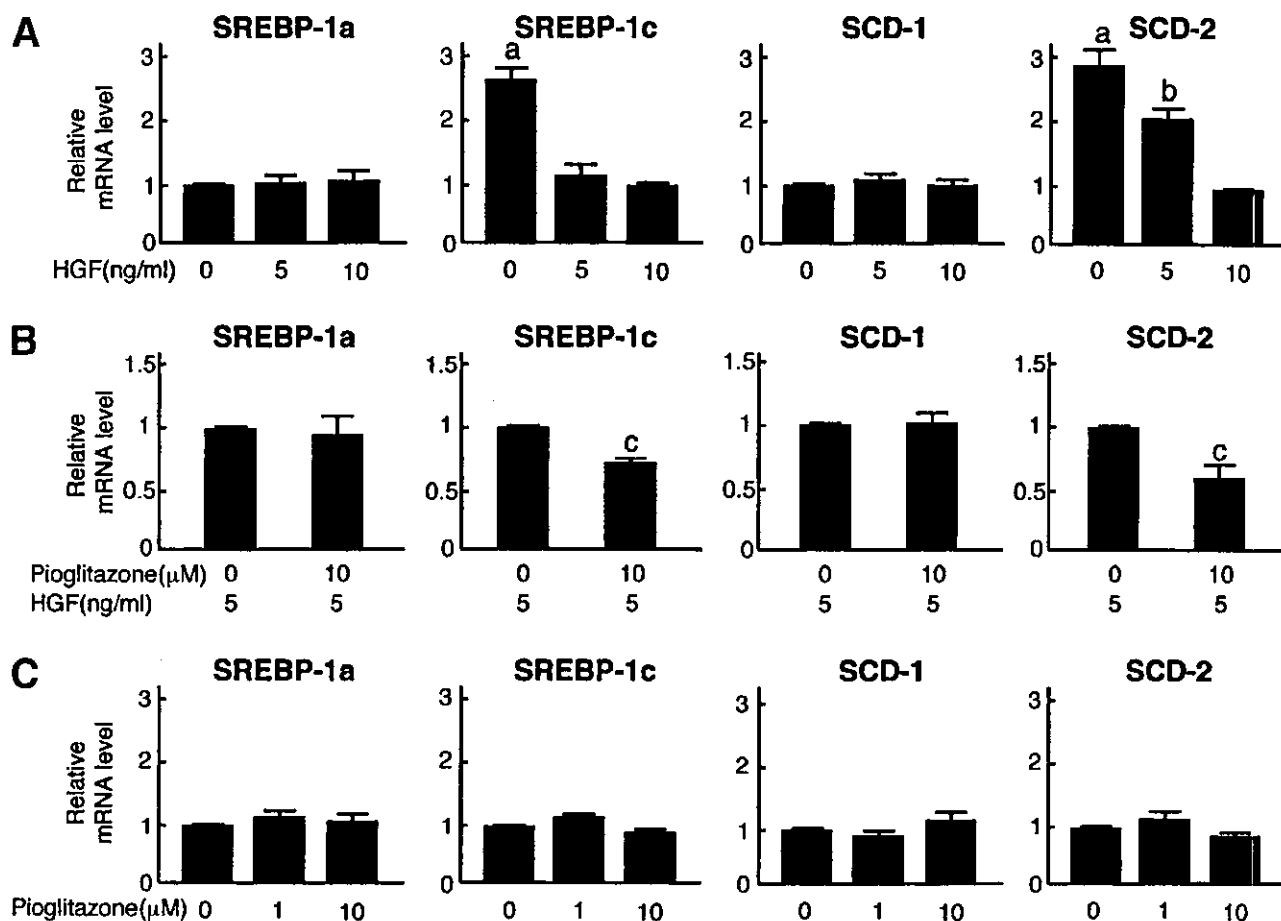 A
SREBP-1a SREBP-1c SCD-1 SCD-2
Relative mRNA level
3 2 1 0
3 2 1 0
3 2 1 0
3 2 1 0
a a b
HGF(ng/ml) 0 5 10 0 5 10 0 5 10 0 5 10
B
SREBP-1a SREBP-1c SCD-1 SCD-2
Relative mRNA level
1.5 1 0.5 0
1.5 1 0.5 0
1.5 1 0.5 0
1.5 1 0.5 0
c c
Pioglitazone(μM) 0 10 0 10 0 10 0 10
HGF(ng/ml) 5 5 5 5 5 5 5 5
C
SREBP-1a SREBP-1c SCD-1 SCD-2
Relative mRNA level
3 2 1 0
3 2 1 0
3 2 1 0
3 2 1 0
Pioglitazone(μM) 0 1 10 0 1 10 0 1 10 0 1 10